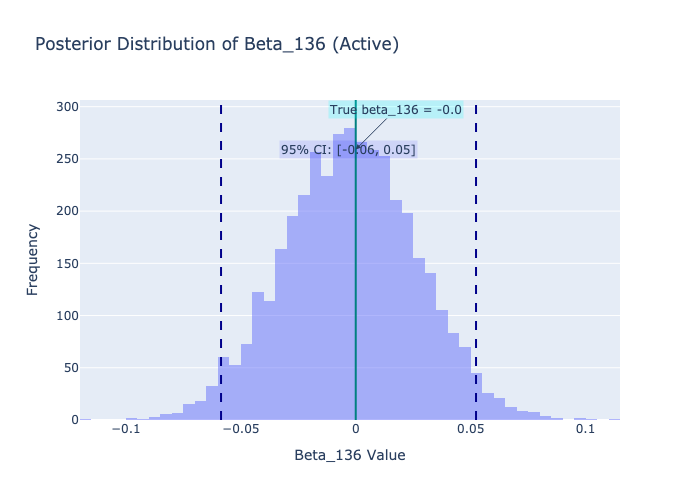 Posterior Distribution of Beta_136 (Active)
True beta_136 = -0.0
95% CI: [-0.06, 0.05]
300
250
200
150
100
50
0
Frequency
−0.1
−0.05
0
0.05
0.1
Beta_136 Value